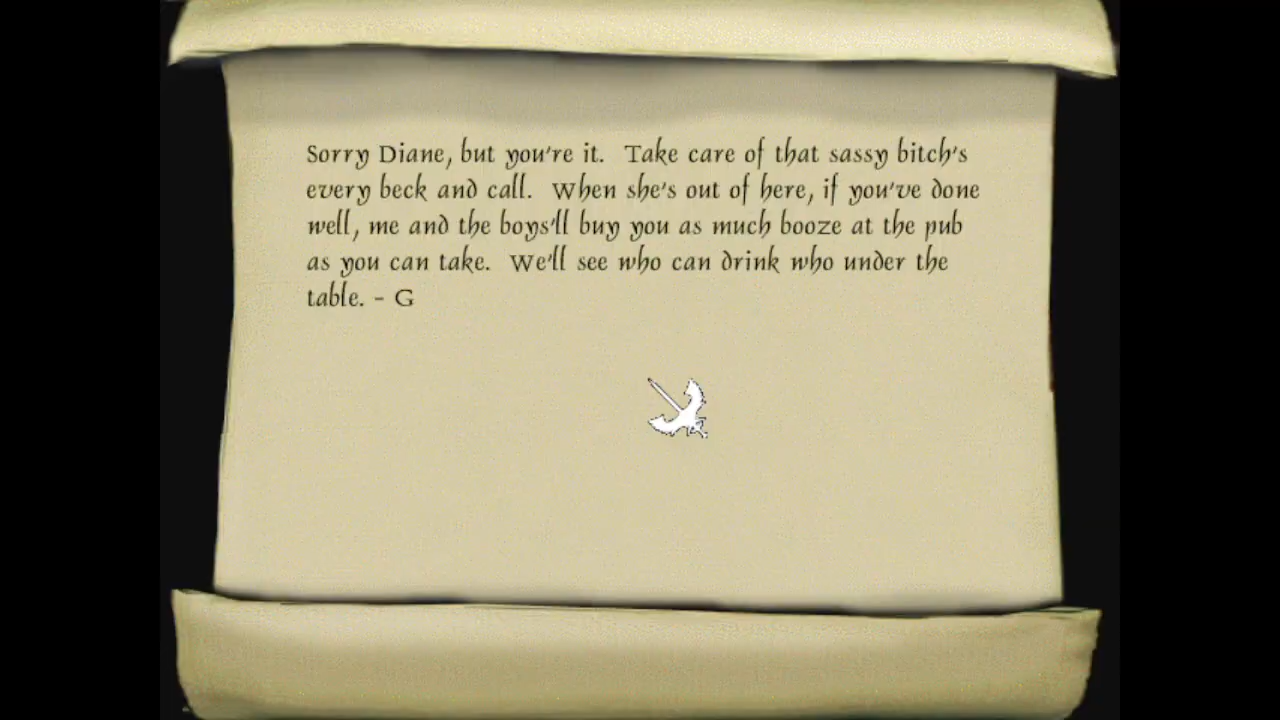 Sorry Diane, but you're it. Take care of that sassy bitch's
every beck and call. When she's out of here, if you've done
well, me and the boys'll buy you as much booze at the pub
as you can take. We'll see who can drink who under the
table. - G